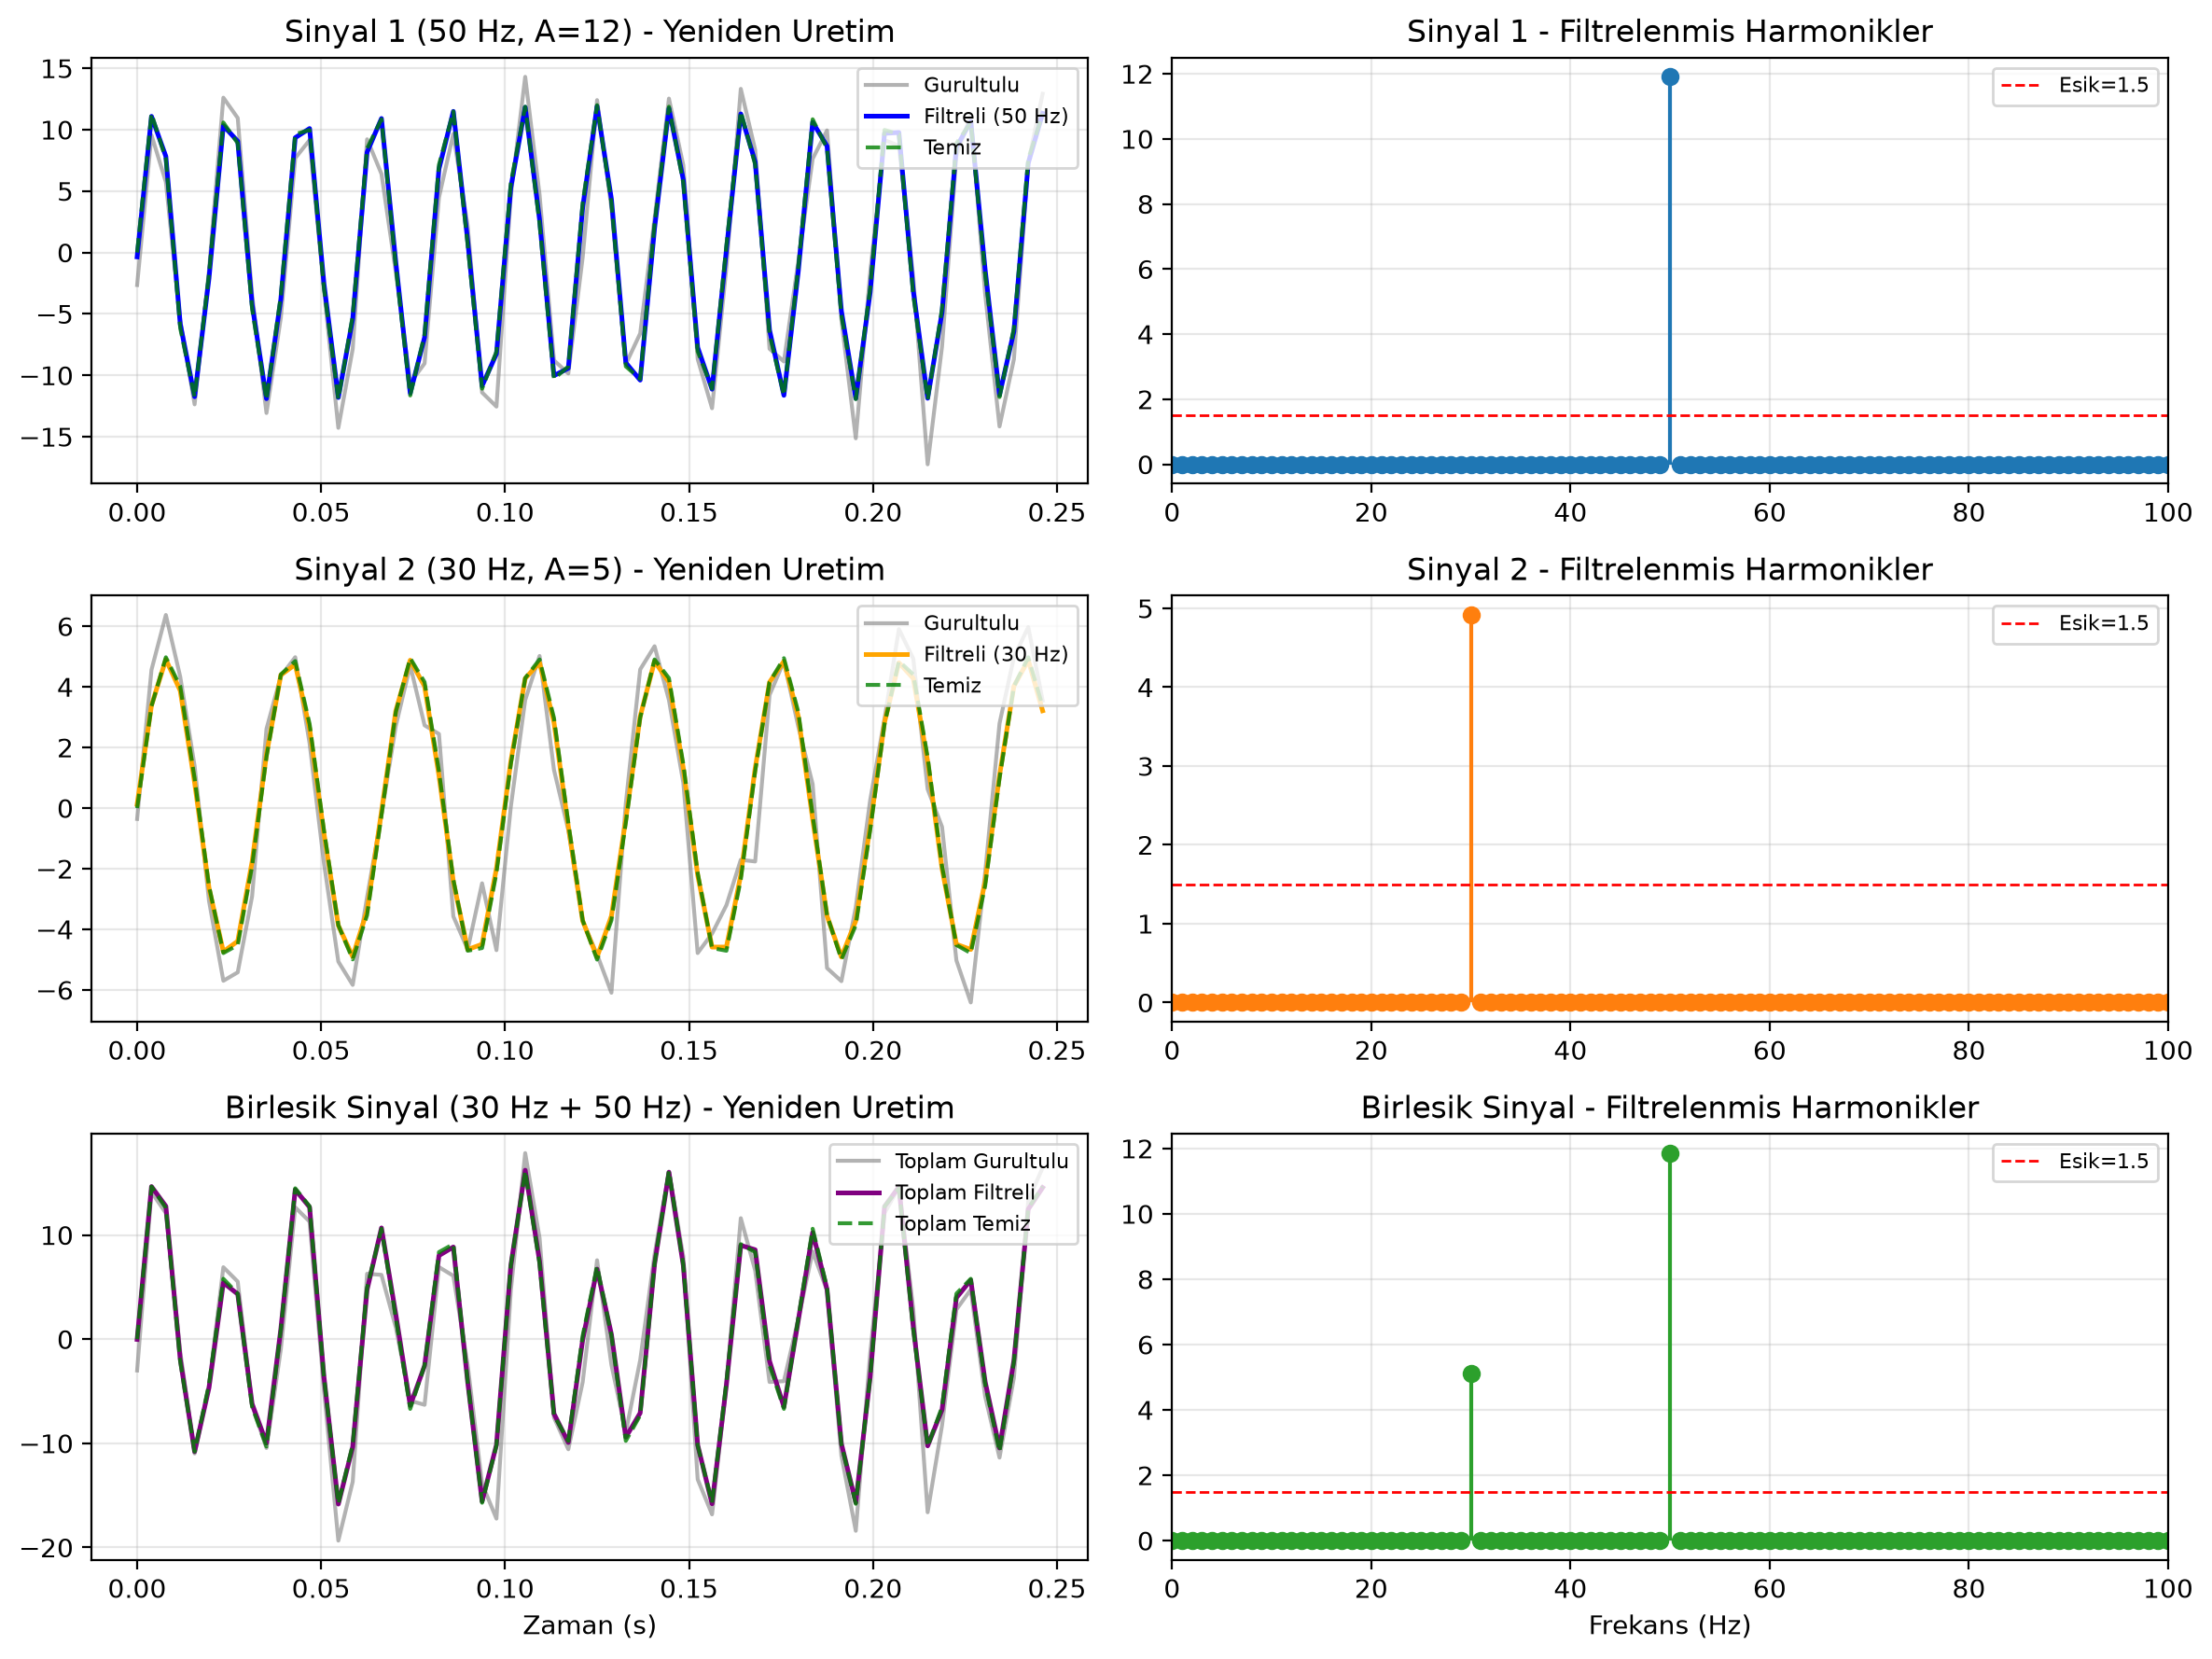 Sinyal 1 (50 Hz, A=12) - Yeniden Uretim
15
10
5
0
−5
−10
−15
0.00 0.05 0.10 0.15 0.20 0.25
Gurultulu
Filtreli (50 Hz)
Temiz
Sinyal 1 - Filtrelenmis Harmonikler
12
10
8
6
4
2
0
0 20 40 60 80 100
Esik=1.5
Sinyal 2 (30 Hz, A=5) - Yeniden Uretim
6
4
2
0
−2
−4
−6
0.00 0.05 0.10 0.15 0.20 0.25
Gurultulu
Filtreli (30 Hz)
Temiz
Sinyal 2 - Filtrelenmis Harmonikler
5
4
3
2
1
0
0 20 40 60 80 100
Esik=1.5
Birlesik Sinyal (30 Hz + 50 Hz) - Yeniden Uretim
10
0
−10
−20
0.00 0.05 0.10 0.15 0.20 0.25
Zaman (s)
Toplam Gurultulu
Toplam Filtreli
Toplam Temiz
Birlesik Sinyal - Filtrelenmis Harmonikler
12
10
8
6
4
2
0
0 20 40 60 80 100
Frekans (Hz)
Esik=1.5